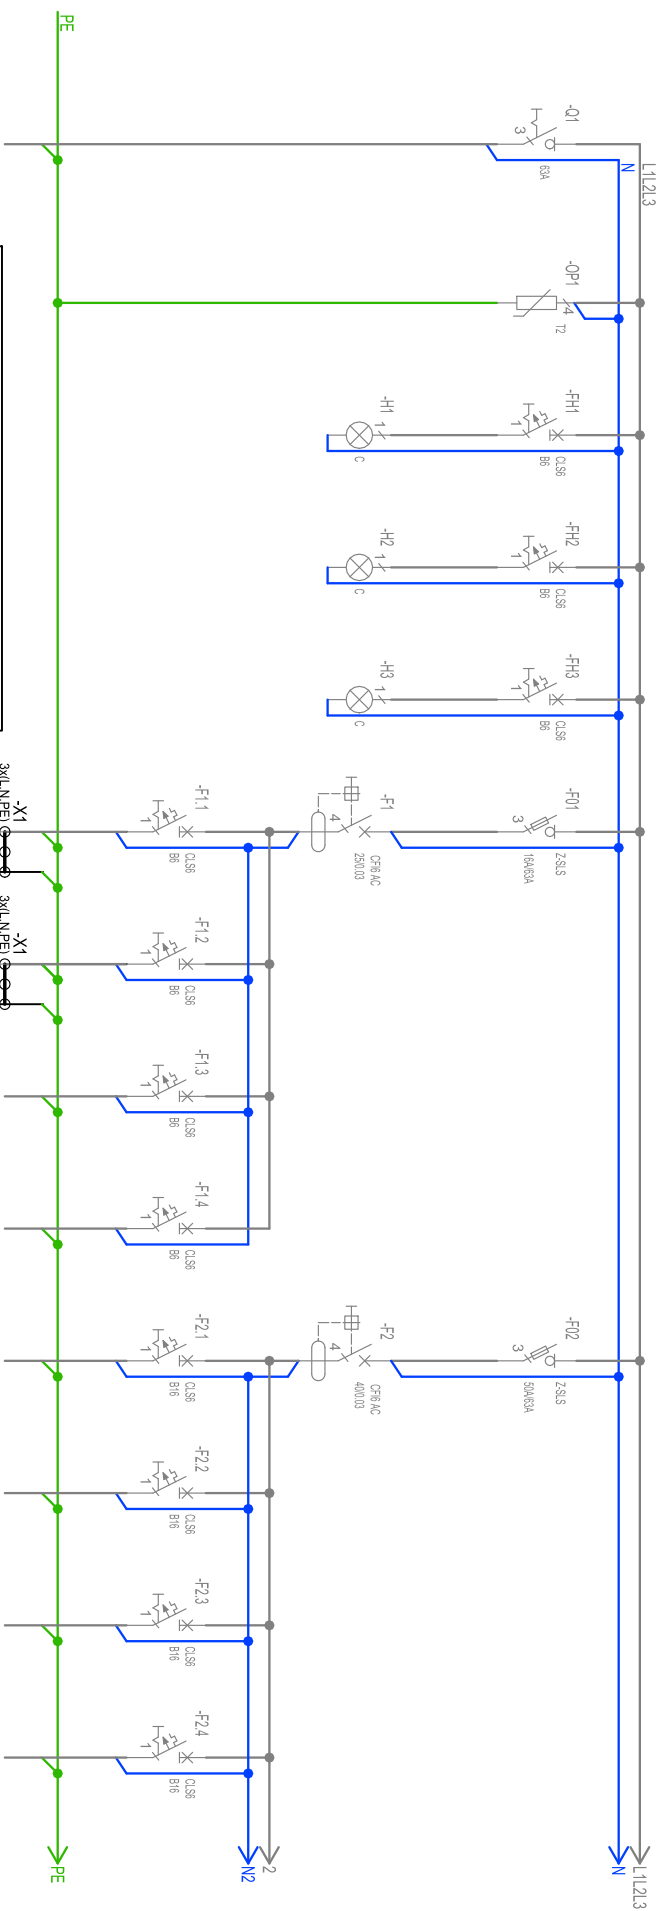 L1L2L3
L1L2L3
N
N
-Q1
3
63A
-OP1
4
T2
-FH1
1
CLS6
B6
-FH2
1
CLS6
B6
-FH3
1
CLS6
B6
-F01
3
Z-SLS
16A/63A
-F02
3
Z-SLS
50A/63A
-H1
1
C
-H2
1
C
-H3
1
C
-F1
4
CFI6 AC
25/0.03
-F2
4
CFI6 AC
40/0.03
2
N2
-F1.1
1
CLS6
B6
-F1.2
1
CLS6
B6
-F1.3
1
CLS6
B6
-F1.4
1
CLS6
B6
-F2.1
1
CLS6
B16
-F2.2
1
CLS6
B16
-F2.3
1
CLS6
B16
-F2.4
1
CLS6
B16
PE
PE
-X1
3x(L,N,PE)
-X1
3x(L,N,PE)